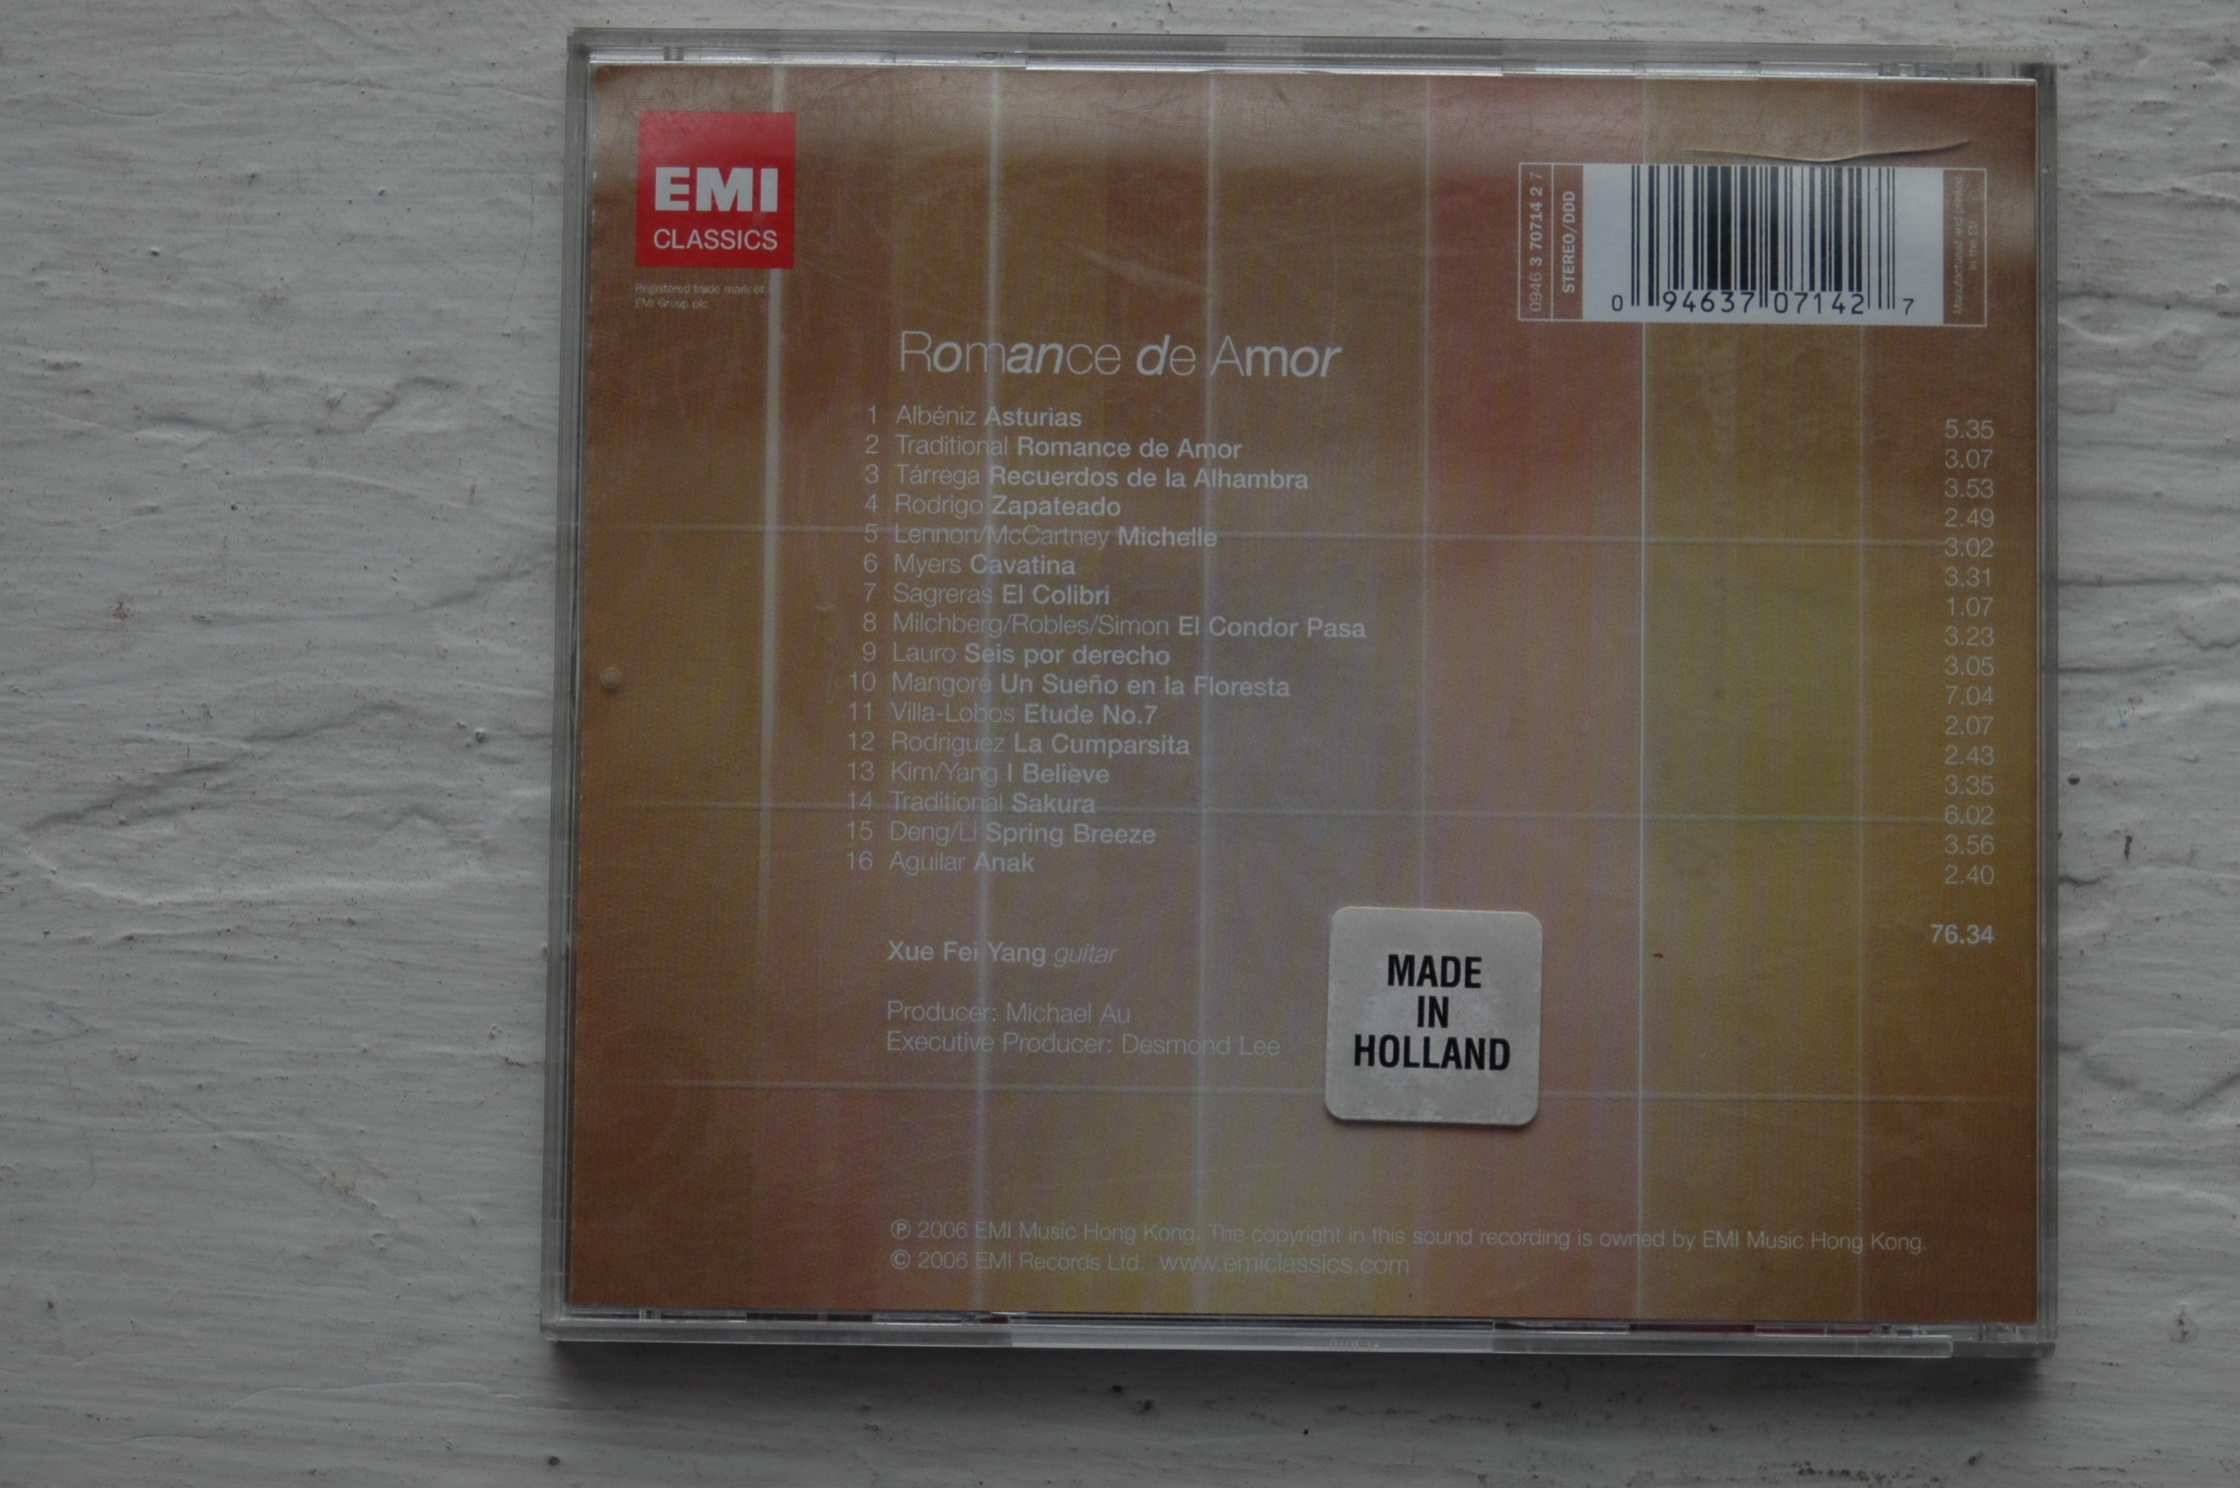 EMI
CLASSICS
Registered trade mark of
EMI Group plc.
0946 3 70714 2 7
STEREO/DDD
0 94637 07142 7
Manufactured and printed
in the EU
Romance de Amor
1 Albéniz Asturias 5.35
2 Traditional Romance de Amor 3.07
3 Tárrega Recuerdos de la Alhambra 3.53
4 Rodrigo Zapateado 2.49
5 Lennon/McCartney Michelle 3.02
6 Myers Cavatina 3.31
7 Sagreras El Colibri 1.07
8 Milchberg/Robles/Simon El Condor Pasa 3.23
9 Lauro Seis por derecho 3.05
10 Mangoré Un Sueño en la Floresta 7.04
11 Villa-Lobos Etude No.7 2.07
12 Rodriguez La Cumparsita 2.43
13 Kim/Yang I Believe 3.35
14 Traditional Sakura 6.02
15 Deng/Li Spring Breeze 3.56
16 Aguilar Anak 2.40
76.34
Xue Fei Yang guitar
Producer: Michael Au
Executive Producer: Desmond Lee
MADE
IN
HOLLAND
℗ 2006 EMI Music Hong Kong. The copyright in this sound recording is owned by EMI Music Hong Kong.
© 2006 EMI Records Ltd. www.emiclassics.com